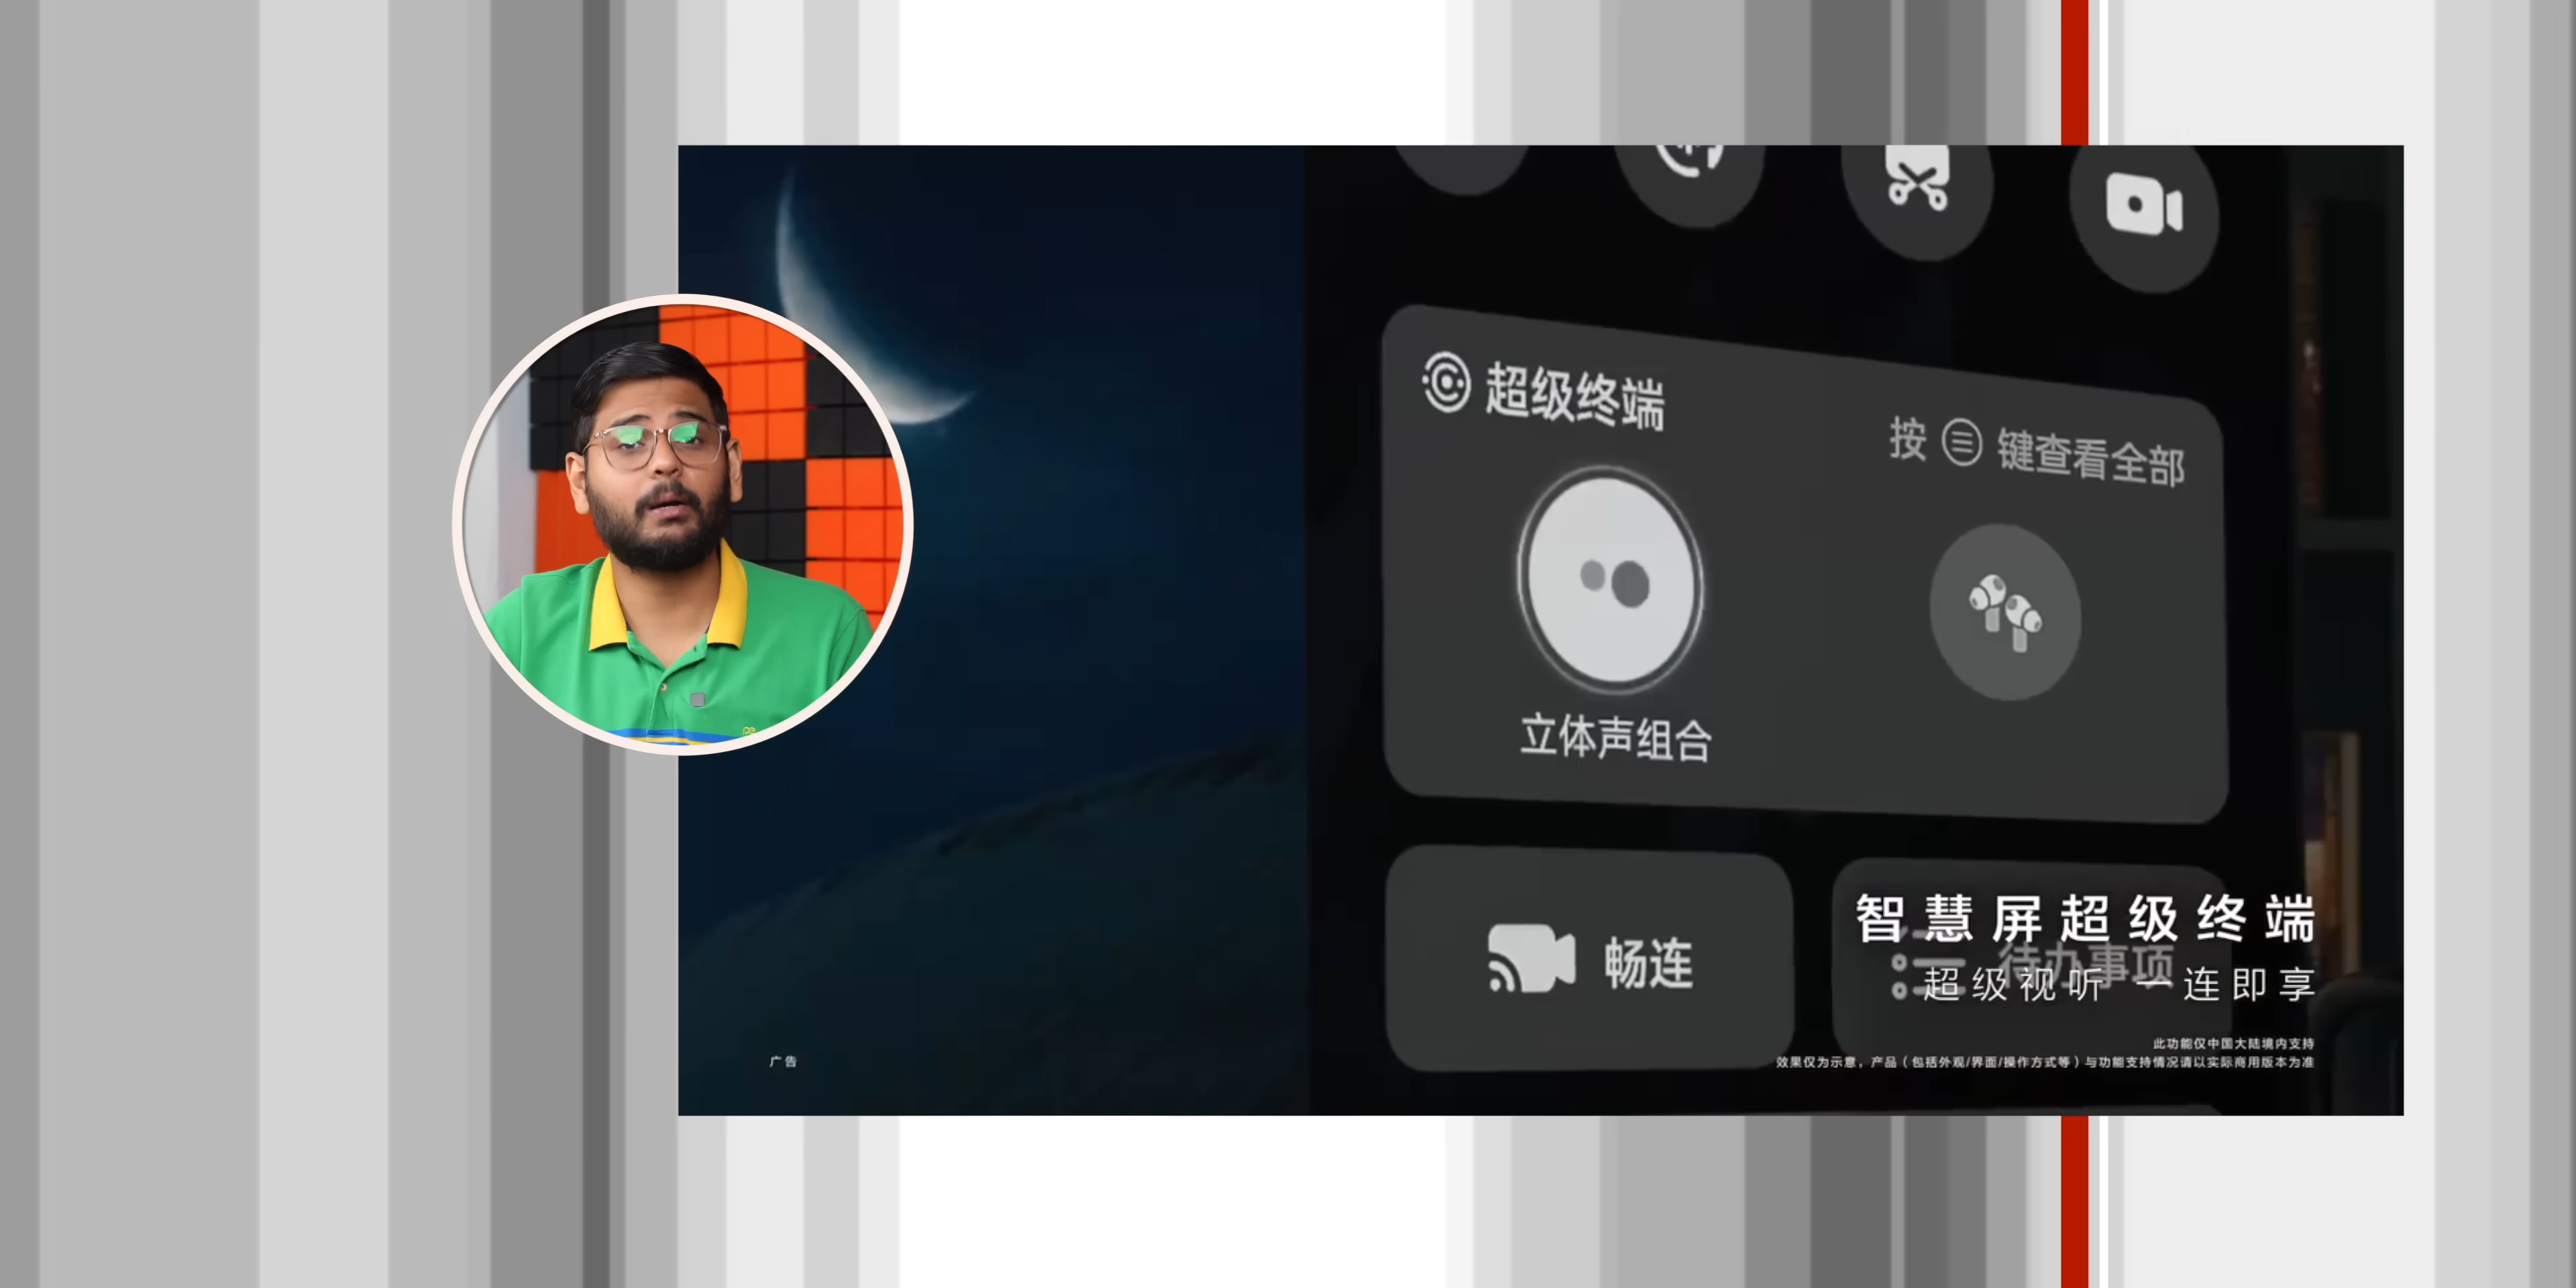 超级终端
按 键查看全部
立体声组合
畅连
待办事项
智慧屏超级终端
超级视听 一连即享
此功能仅中国大陆境内支持
效果仅为示意，产品（包括外观/界面/操作方式等）与功能支持情况请以实际商用版本为准
广告